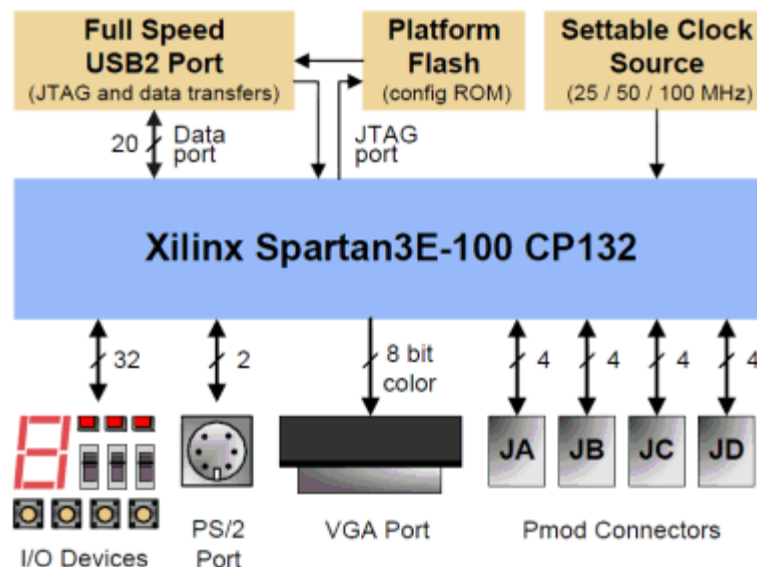 Full Speed
USB2 Port
(JTAG and data transfers)
Platform
Flash
(config ROM)
Settable Clock
Source
(25 / 50 / 100 MHz)
20
Data
port
JTAG
port
Xilinx Spartan3E-100 CP132
32
2
8 bit
color
4
4
4
4
JA
JB
JC
JD
I/O Devices
PS/2
Port
VGA Port
Pmod Connectors